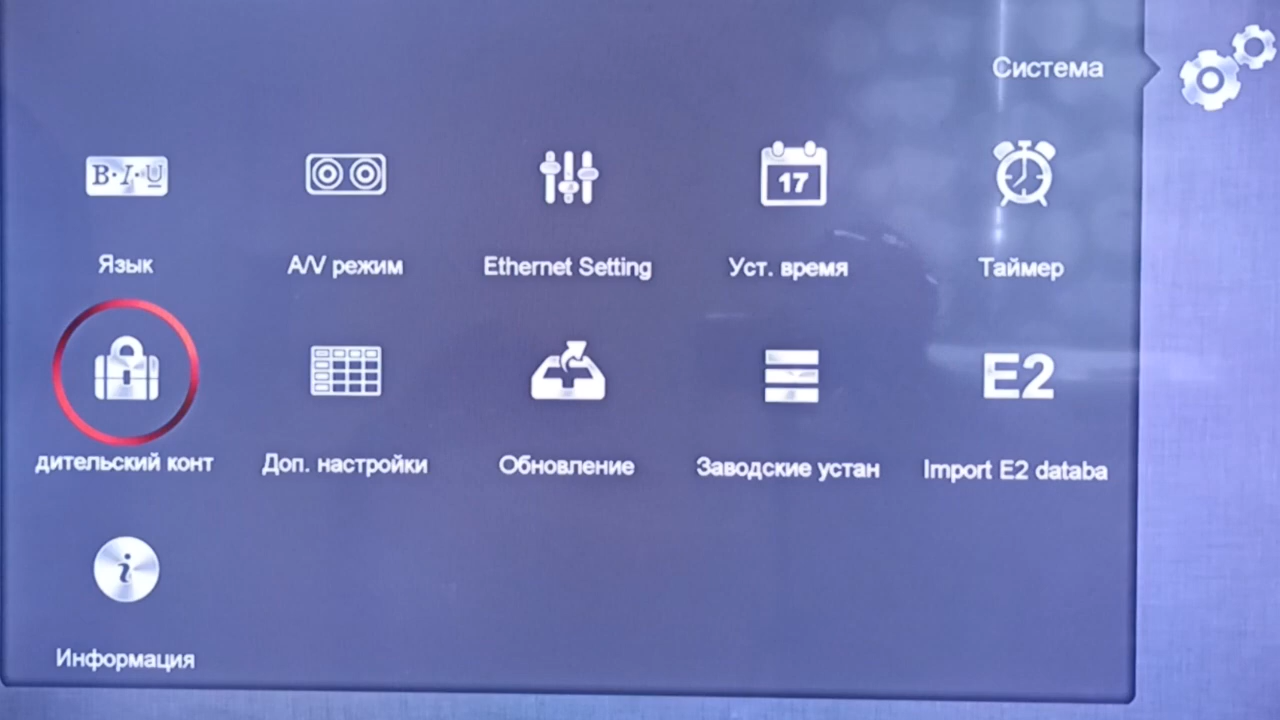 Система
B·I·U
17
Язык
A/V режим
Ethernet Setting
Уст. время
Таймер
E2
дительский конт
Доп. настройки
Обновление
Заводские устан
Import E2 databa
i
Информация